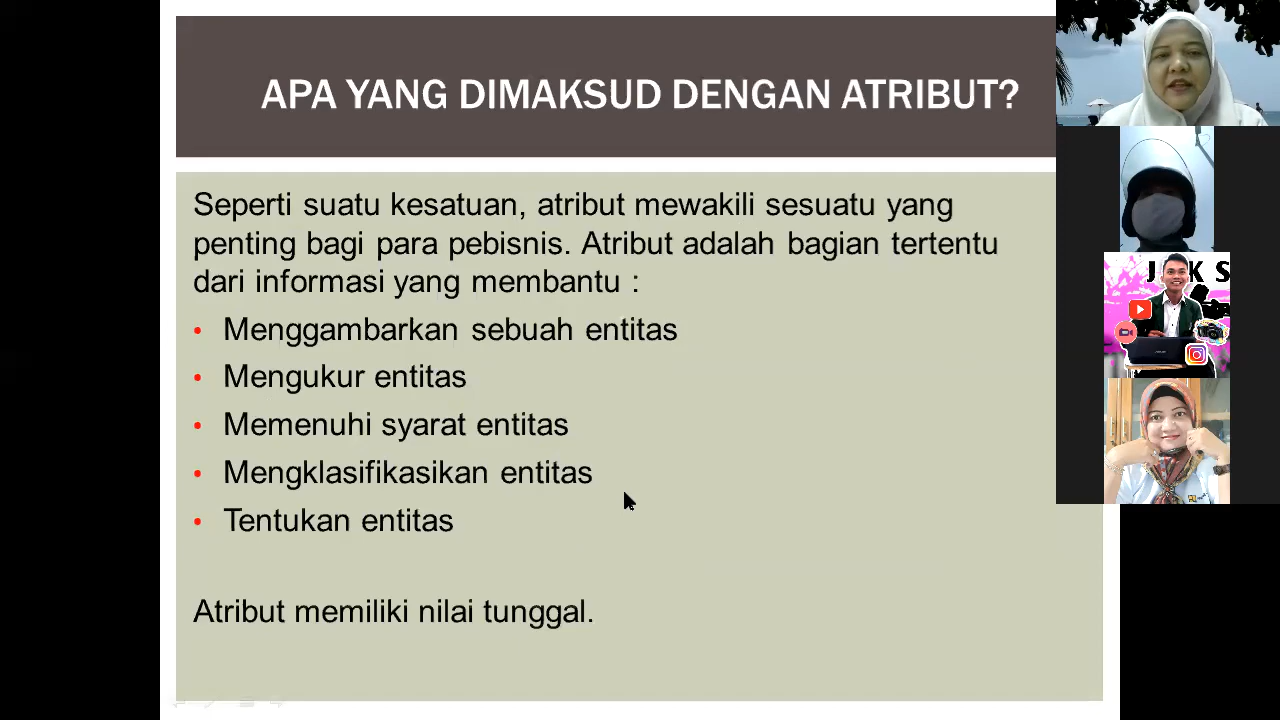 APA YANG DIMAKSUD DENGAN ATRIBUT?
Seperti suatu kesatuan, atribut mewakili sesuatu yang
penting bagi para pebisnis. Atribut adalah bagian tertentu
dari informasi yang membantu :
• Menggambarkan sebuah entitas
• Mengukur entitas
• Memenuhi syarat entitas
• Mengklasifikasikan entitas
• Tentukan entitas
Atribut memiliki nilai tunggal.